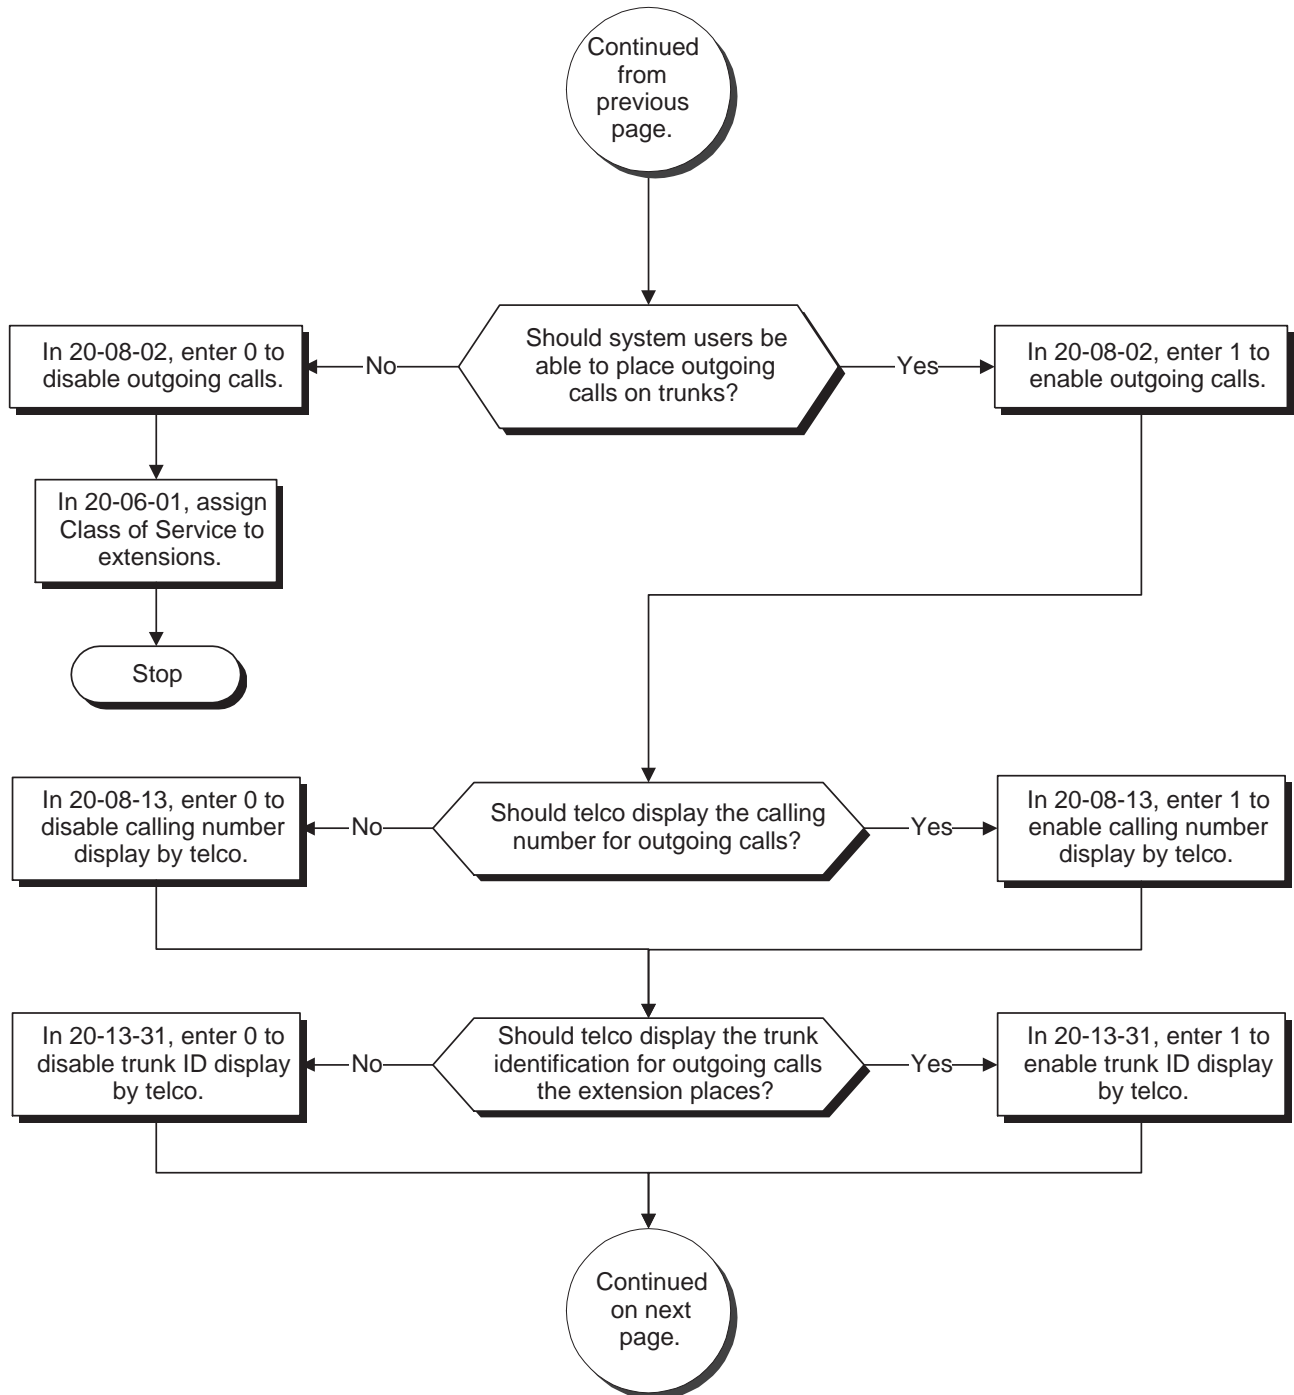 Continued
from
previous
page.
Should system users be
able to place outgoing
calls on trunks?
No
Yes
In 20-08-02, enter 0 to
disable outgoing calls.
In 20-08-02, enter 1 to
enable outgoing calls.
In 20-06-01, assign
Class of Service to
extensions.
Stop
Should telco display the calling
number for outgoing calls?
No
Yes
In 20-08-13, enter 0 to
disable calling number
display by telco.
In 20-08-13, enter 1 to
enable calling number
display by telco.
Should telco display the trunk
identification for outgoing calls
the extension places?
No
Yes
In 20-13-31, enter 0 to
disable trunk ID display
by telco.
In 20-13-31, enter 1 to
enable trunk ID display
by telco.
Continued
on next
page.